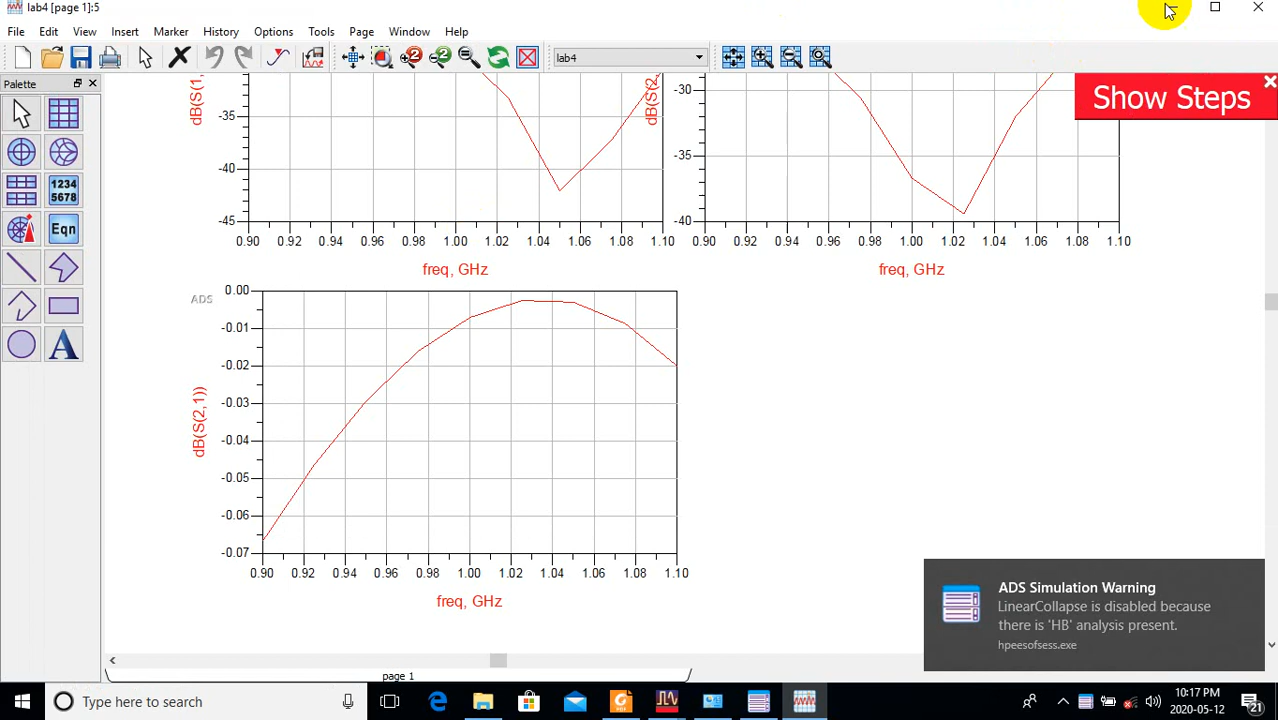 lab4 [page 1]:5
File Edit View Insert Marker History Options Tools Page Window Help
lab4
Palette
Show Steps
1234
5678
Eqn
dB(S(1,
-35
-40
-45
0.90 0.92 0.94 0.96 0.98 1.00 1.02 1.04 1.06 1.08 1.10
freq, GHz
dB(S(2,
-30
-35
-40
0.90 0.92 0.94 0.96 0.98 1.00 1.02 1.04 1.06 1.08 1.10
freq, GHz
ADS
dB(S(2,1))
0.00
-0.01
-0.02
-0.03
-0.04
-0.05
-0.06
-0.07
0.90 0.92 0.94 0.96 0.98 1.00 1.02 1.04 1.06 1.08 1.10
freq, GHz
ADS Simulation Warning
LinearCollapse is disabled because
there is 'HB' analysis present.
hpeesofsess.exe
page 1
Type here to search
10:17 PM
2020-05-12
21